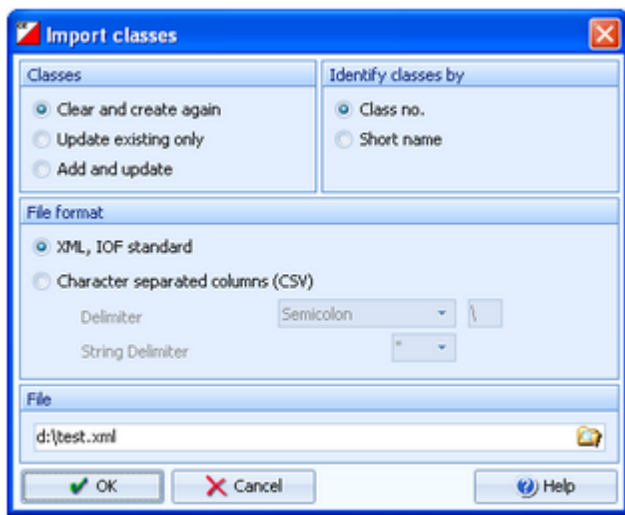 Import classes
Classes
Clear and create again
Update existing only
Add and update
Identify classes by
Class no.
Short name
File format
XML, IOF standard
Character separated columns (CSV)
Delimiter Semicolon \
String Delimiter "
File
d:\test.xml
OK Cancel Help